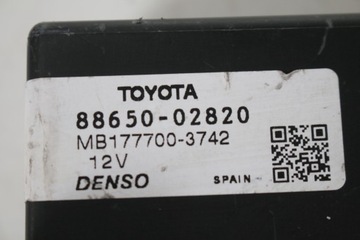 TOYOTA
88650-02820
MB177700-3742
12V
DENSO SPAIN